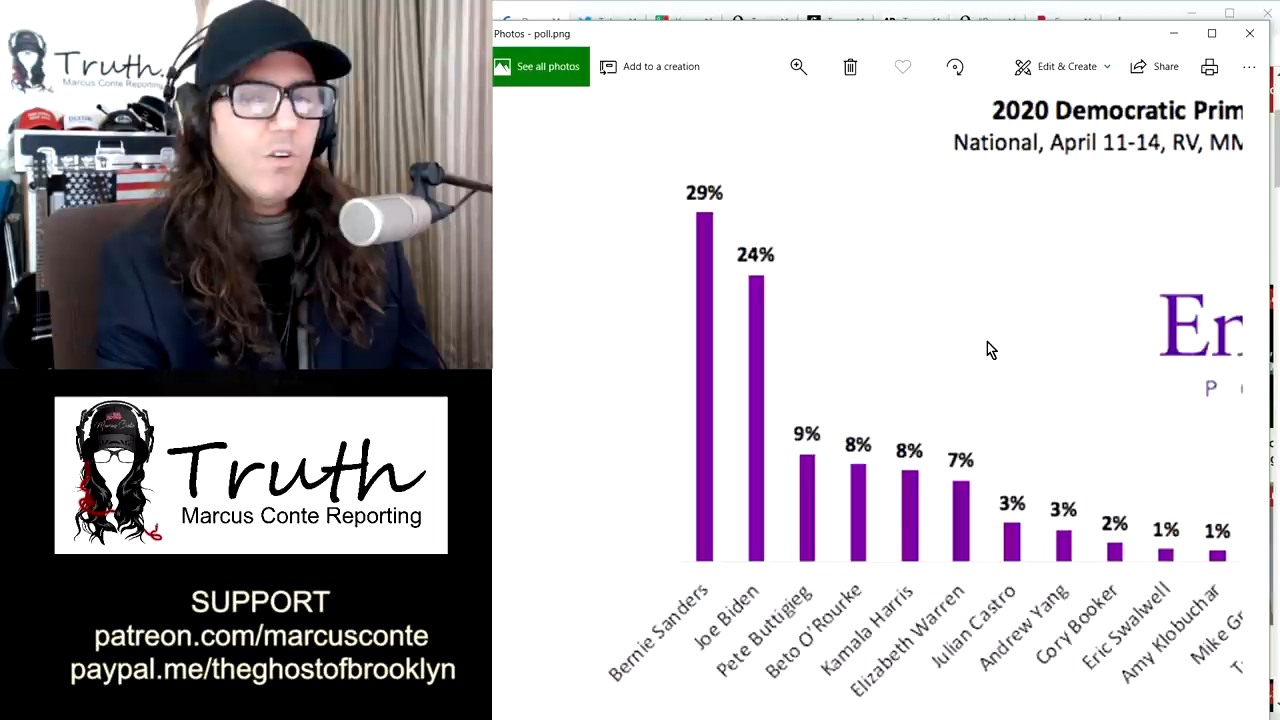 Truth.
Marcus Conte Reporting
Photos - poll.png
See all photos
Add to a creation
Edit & Create
Share
2020 Democratic Prim
National, April 11-14, RV, MM
29%
24%
9%
8%
8%
7%
3%
3%
2%
1%
1%
Bernie Sanders
Joe Biden
Pete Buttigieg
Beto O'Rourke
Kamala Harris
Elizabeth Warren
Julian Castro
Andrew Yang
Cory Booker
Eric Swalwell
Amy Klobuchar
Mike Gr
Truth
Marcus Conte Reporting
SUPPORT
patreon.com/marcusconte
paypal.me/theghostofbrooklyn